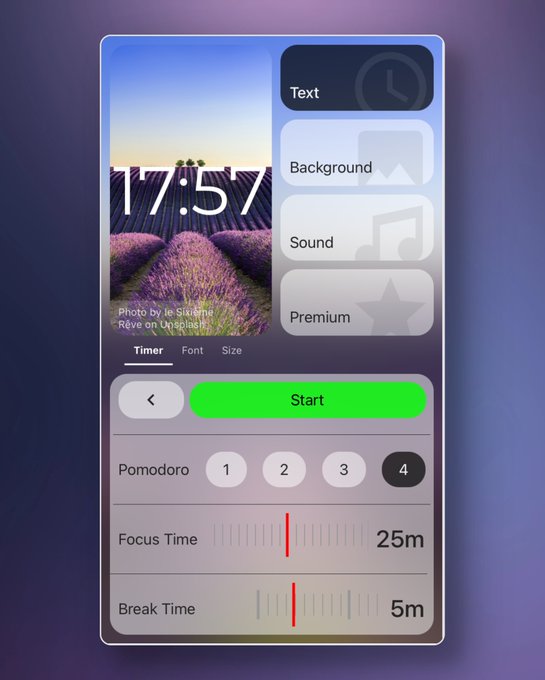 17:57
Photo by le Sixième
Rêve on Unsplash
Text
Background
Sound
Premium
Timer Font Size
Start
Pomodoro 1 2 3 4
Focus Time 25m
Break Time 5m